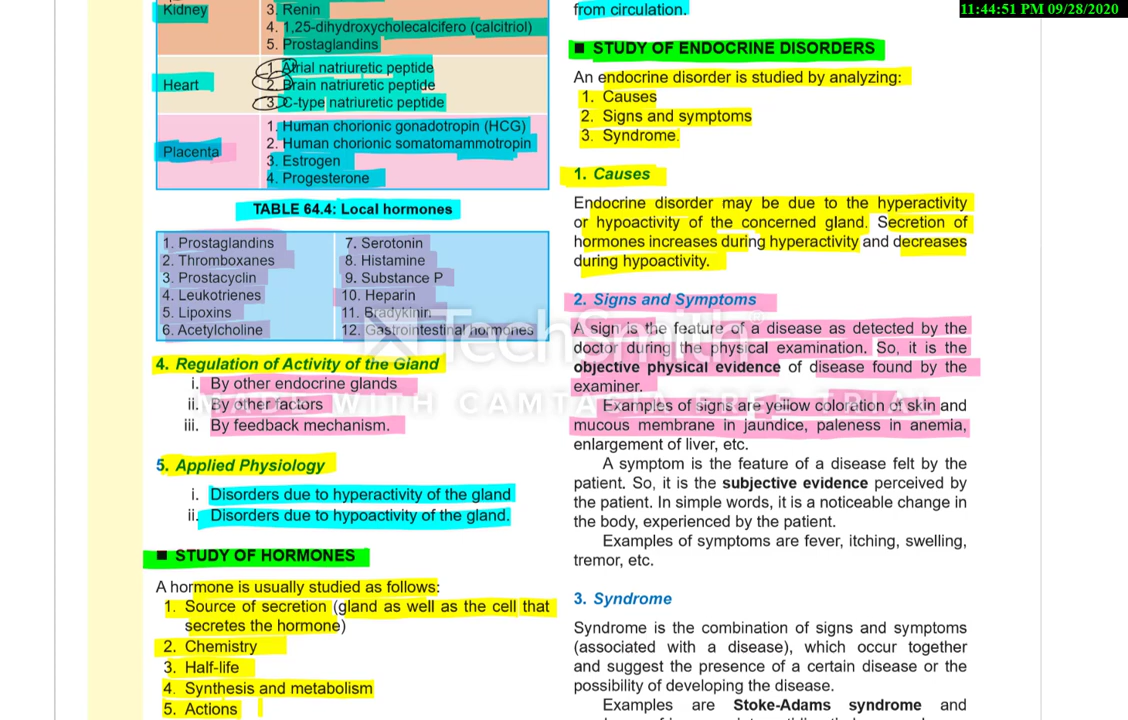 11:44:51 PM 09/28/2020
Kidney
3. Renin
4. 1,25-dihydroxycholecalcifero (calcitriol)
5. Prostaglandins
Heart
1. Atrial natriuretic peptide
2. Brain natriuretic peptide
3. C-type natriuretic peptide
Placenta
1. Human chorionic gonadotropin (HCG)
2. Human chorionic somatomammotropin
3. Estrogen
4. Progesterone
TABLE 64.4: Local hormones
1. Prostaglandins
2. Thromboxanes
3. Prostacyclin
4. Leukotrienes
5. Lipoxins
6. Acetylcholine
7. Serotonin
8. Histamine
9. Substance P
10. Heparin
11. Bradykinin
12. Gastrointestinal hormones
4. Regulation of Activity of the Gland
i. By other endocrine glands
ii. By other factors
iii. By feedback mechanism.
5. Applied Physiology
i. Disorders due to hyperactivity of the gland
ii. Disorders due to hypoactivity of the gland.
■ STUDY OF HORMONES
A hormone is usually studied as follows:
1. Source of secretion (gland as well as the cell that
secretes the hormone)
2. Chemistry
3. Half-life
4. Synthesis and metabolism
5. Actions
from circulation.
■ STUDY OF ENDOCRINE DISORDERS
An endocrine disorder is studied by analyzing:
1. Causes
2. Signs and symptoms
3. Syndrome.
1. Causes
Endocrine disorder may be due to the hyperactivity
or hypoactivity of the concerned gland. Secretion of
hormones increases during hyperactivity and decreases
during hypoactivity.
2. Signs and Symptoms
A sign is the feature of a disease as detected by the
doctor during the physical examination. So, it is the
objective physical evidence of disease found by the
examiner.
Examples of signs are yellow coloration of skin and
mucous membrane in jaundice, paleness in anemia,
enlargement of liver, etc.
A symptom is the feature of a disease felt by the
patient. So, it is the subjective evidence perceived by
the patient. In simple words, it is a noticeable change in
the body, experienced by the patient.
Examples of symptoms are fever, itching, swelling,
tremor, etc.
3. Syndrome
Syndrome is the combination of signs and symptoms
(associated with a disease), which occur together
and suggest the presence of a certain disease or the
possibility of developing the disease.
Examples are Stoke-Adams syndrome and
TechSmith®
MADE WITH CAMTASIA FREE TRIAL